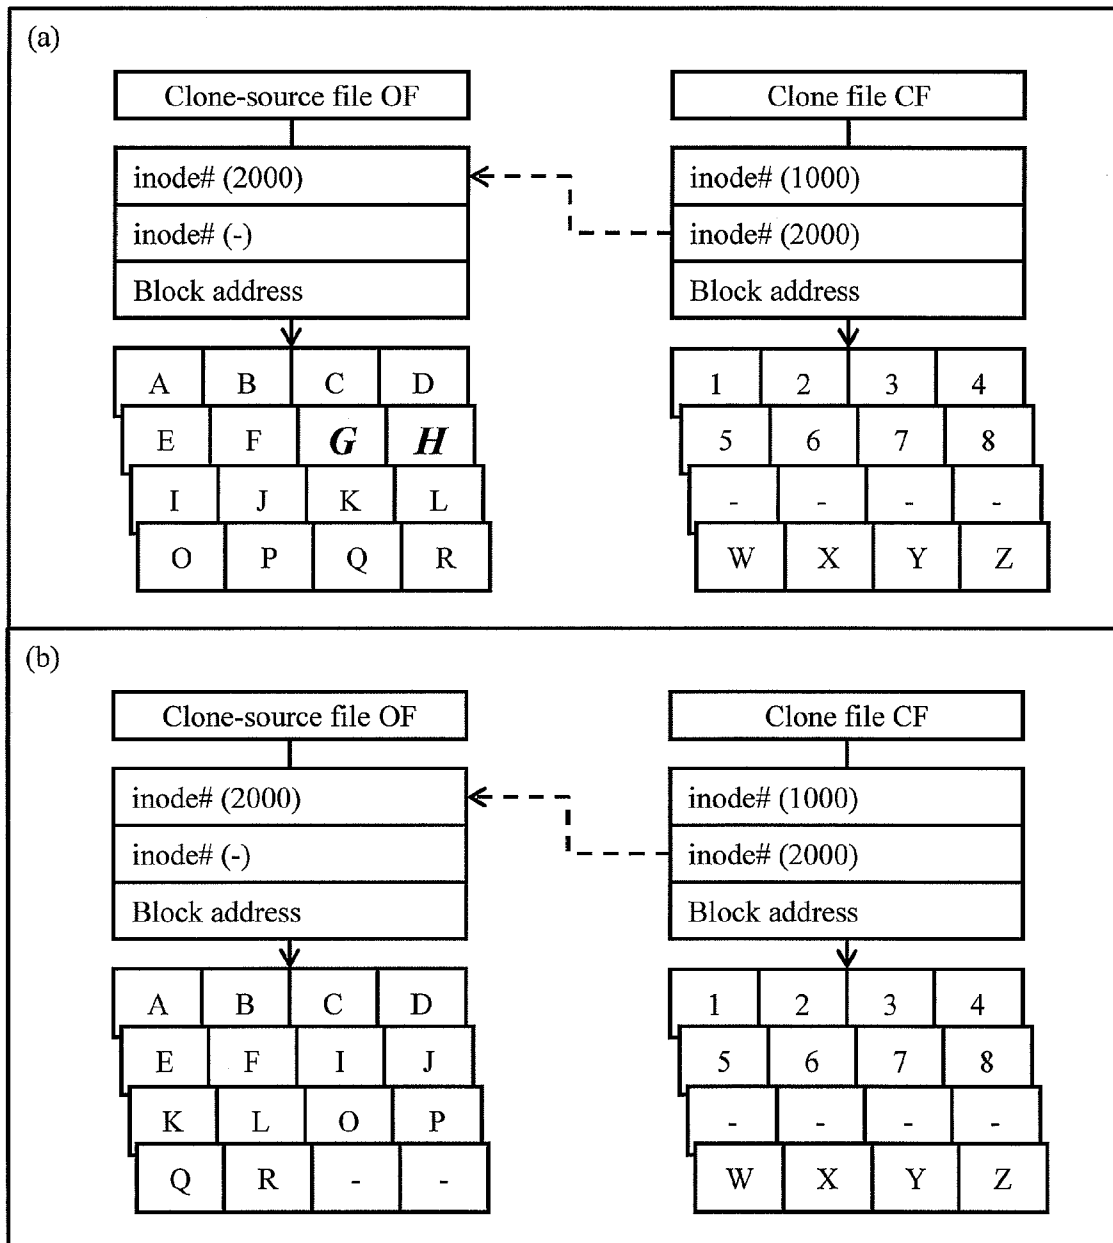 (a)
Clone-source file OF
Clone file CF
inode# (2000)
inode# (1000)
inode# (-)
inode# (2000)
Block address
Block address
A B C D
1 2 3 4
E F G H
5 6 7 8
I J K L
- - - -
O P Q R
W X Y Z
(b)
Clone-source file OF
Clone file CF
inode# (2000)
inode# (1000)
inode# (-)
inode# (2000)
Block address
Block address
A B C D
1 2 3 4
E F I J
5 6 7 8
K L O P
- - - -
Q R - -
W X Y Z